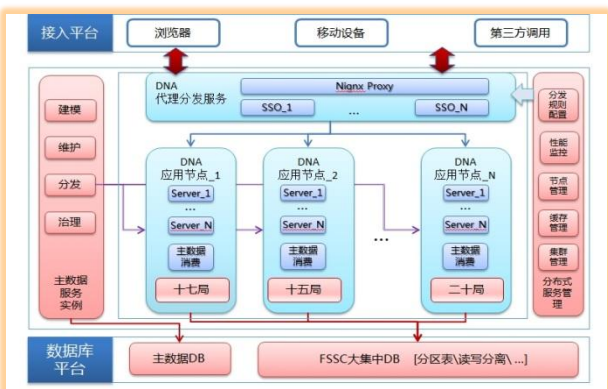 接入平台
浏览器
移动设备
第三方调用
DNA
代理分发服务
Nignx Proxy
SSO_1
...
SSO_N
建模
维护
分发
治理
主数据
服务
实例
DNA
应用节点_1
Server_1
...
Server_N
主数据
消费
十七局
DNA
应用节点_2
Server_1
...
Server_N
主数据
消费
十五局
...
DNA
应用节点_N
Server_1
...
Server_N
主数据
消费
二十局
分发
规则
配置
性能
监控
节点
管理
缓存
管理
集群
管理
分布式
服务管
理
数据库
平台
主数据DB
FSSC大集中DB [分区表\读写分离\ ...]